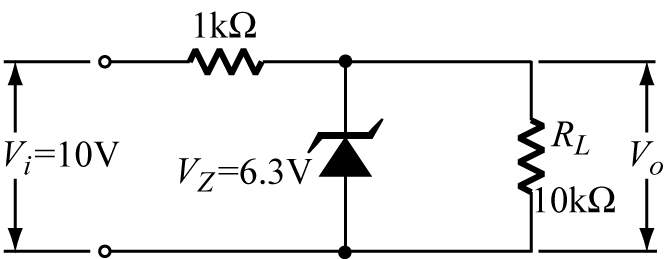 1kΩ
V_i=10V
V_Z=6.3V
R_L
10kΩ
V_o